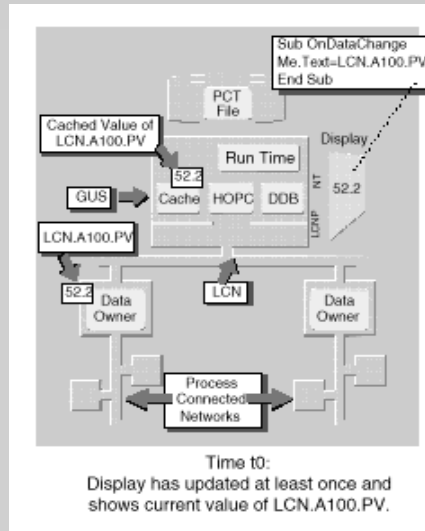 Sub OnDataChange
Me.Text=LCN.A100.PV
End Sub
PCT
File
Cached Value of
LCN.A100.PV
Run Time
Display
52.2
GUS
Cache
HOPC
DDB
NT
LCNP
52.2
LCN.A100.PV
52.2
Data
Owner
LCN
Data
Owner
Process
Connected
Networks
Time t0:
Display has updated at least once and
shows current value of LCN.A100.PV.